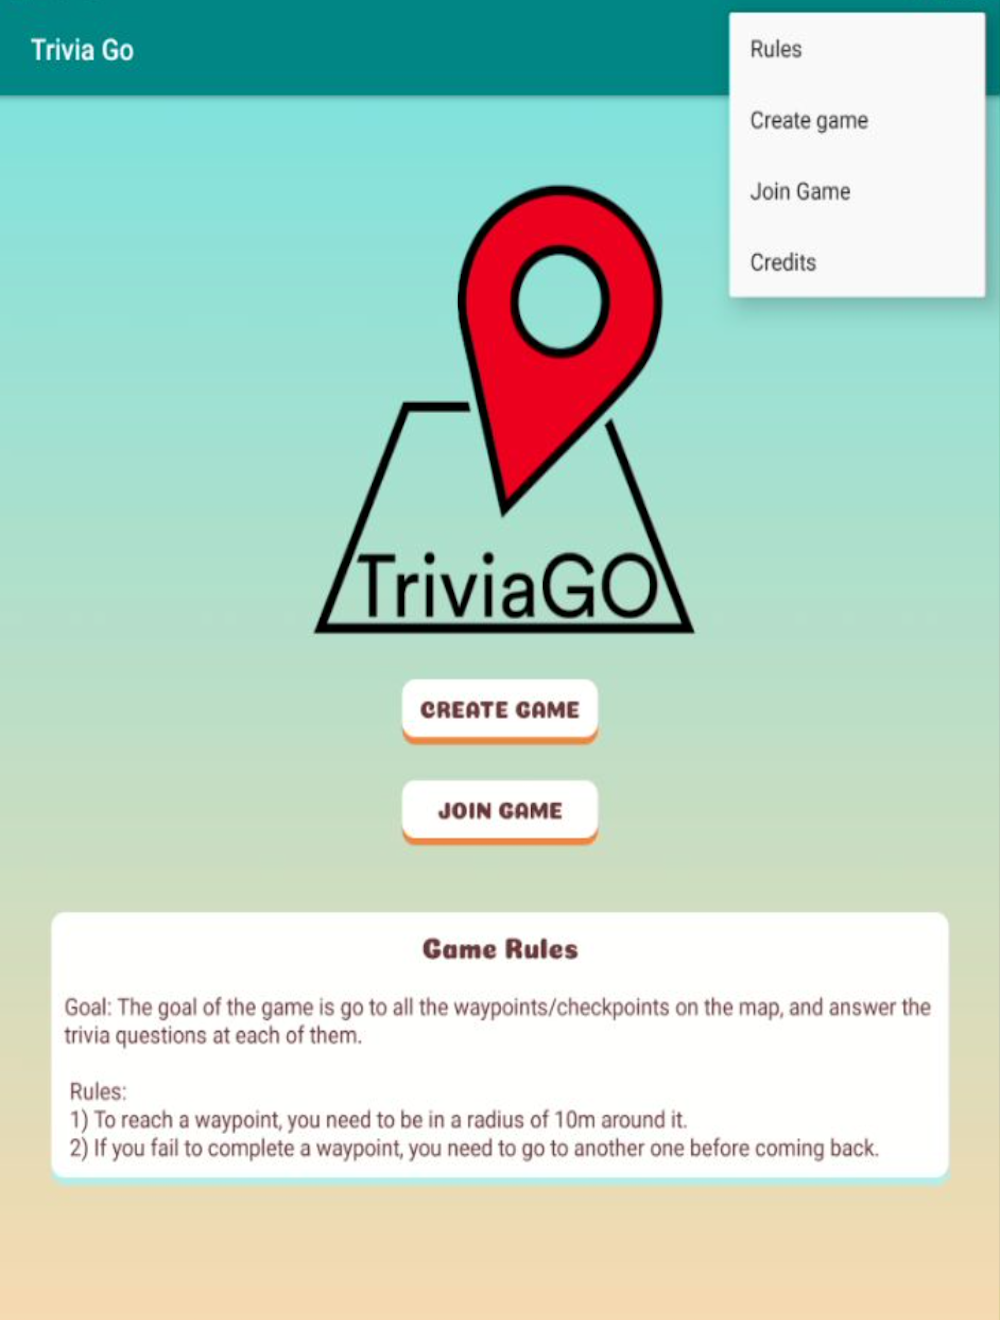 Trivia Go
Rules
Create game
Join Game
Credits
TriviaGO
CREATE GAME
JOIN GAME
Game Rules
Goal: The goal of the game is go to all the waypoints/checkpoints on the map, and answer the
trivia questions at each of them.
Rules:
1) To reach a waypoint, you need to be in a radius of 10m around it.
2) If you fail to complete a waypoint, you need to go to another one before coming back.